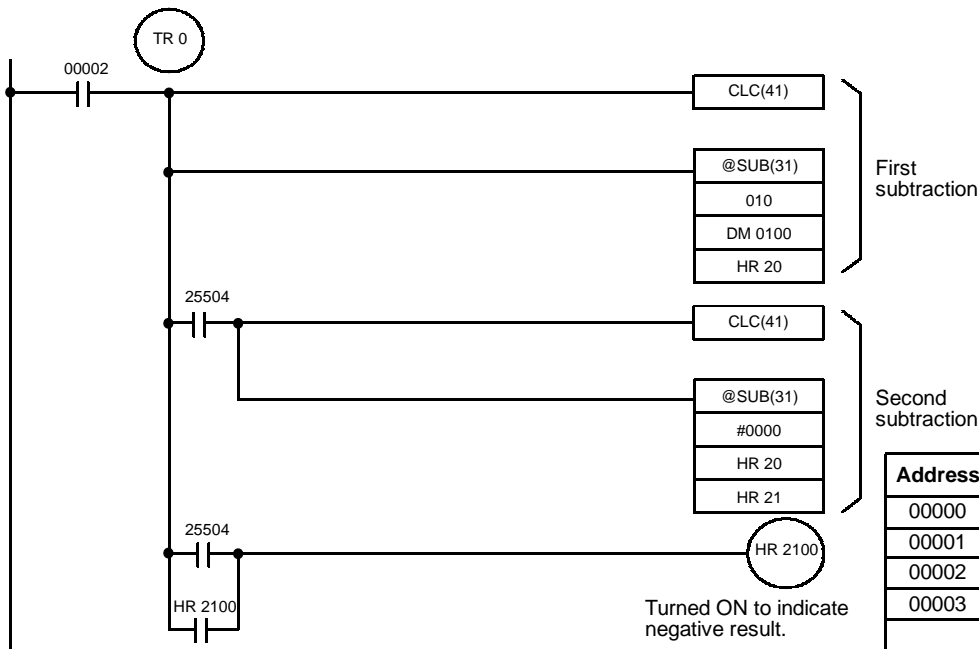 TR 0
00002
CLC(41)
@SUB(31)
010
DM 0100
HR 20
First
subtraction
25504
CLC(41)
@SUB(31)
#0000
HR 20
HR 21
Second
subtraction
25504
HR 2100
HR 2100
Turned ON to indicate
negative result.
Address
00000
00001
00002
00003